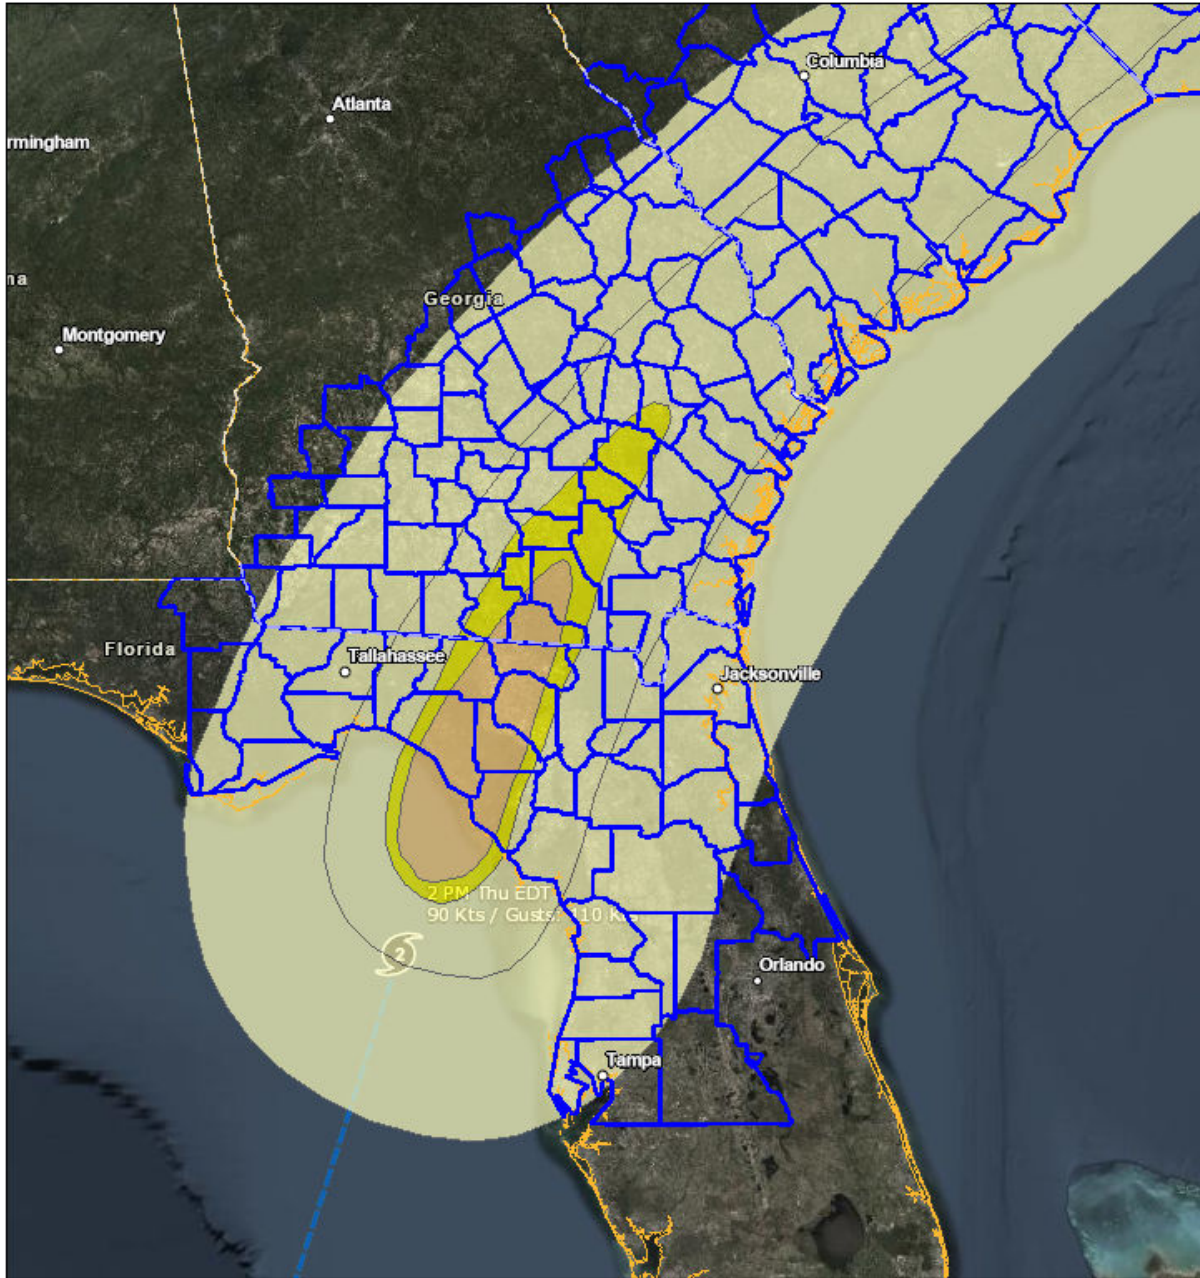 Columbia
Atlanta
rmingham
na
Georgia
Montgomery
Florida
Tallahassee
Jacksonville
2 PM Thu EDT
90 Kts / Gusts: 110 Kts
2
Orlando
Tampa